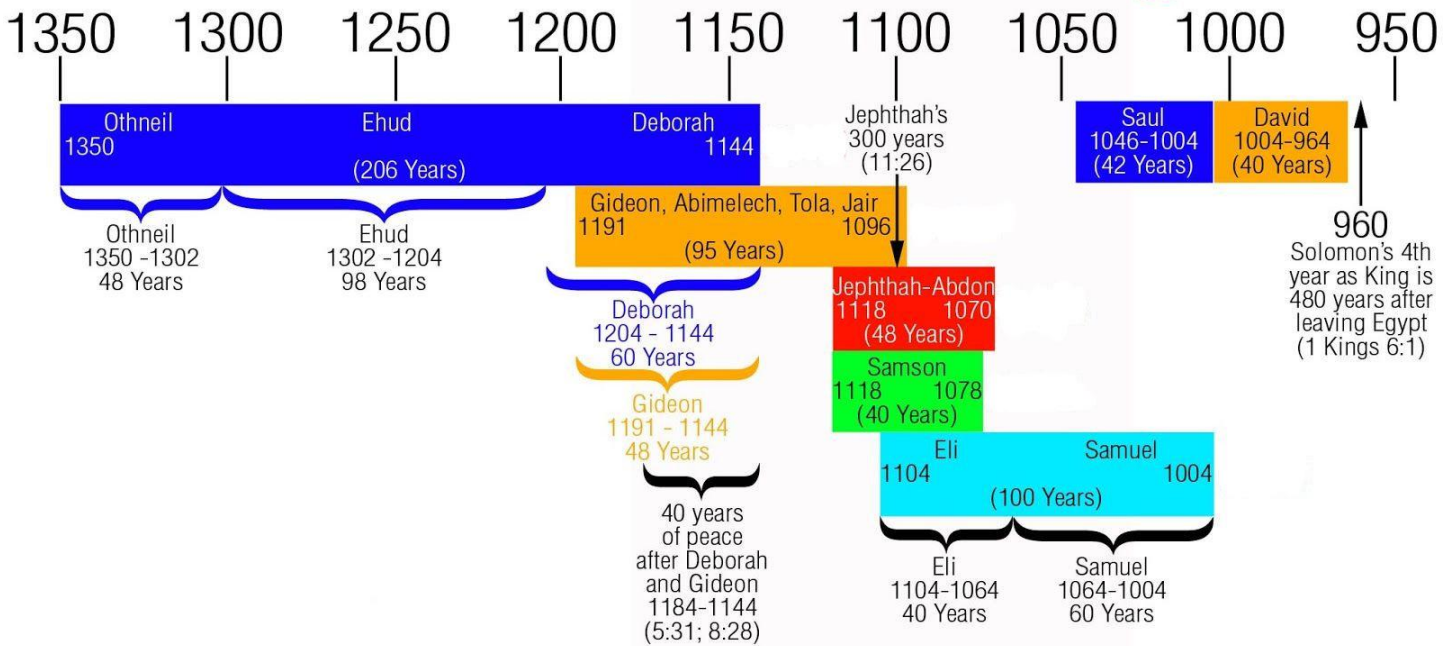 1350 1300 1250 1200 1150 1100 1050 1000 950
Othneil Ehud Deborah
1350 1144
(206 Years)
Jephthah's
300 years
(11:26)
Saul
1046-1004
(42 Years)
David
1004-964
(40 Years)
Othneil
1350 -1302
48 Years
Ehud
1302 -1204
98 Years
Gideon, Abimelech, Tola, Jair
1191 1096
(95 Years)
960
Solomon's 4th
year as King is
480 years after
leaving Egypt
(1 Kings 6:1)
Deborah
1204 - 1144
60 Years
Jephthah-Abdon
1118 1070
(48 Years)
Gideon
1191 - 1144
48 Years
Samson
1118 1078
(40 Years)
Eli Samuel
1104 1004
(100 Years)
40 years
of peace
after Deborah
and Gideon
1184-1144
(5:31; 8:28)
Eli
1104-1064
40 Years
Samuel
1064-1004
60 Years